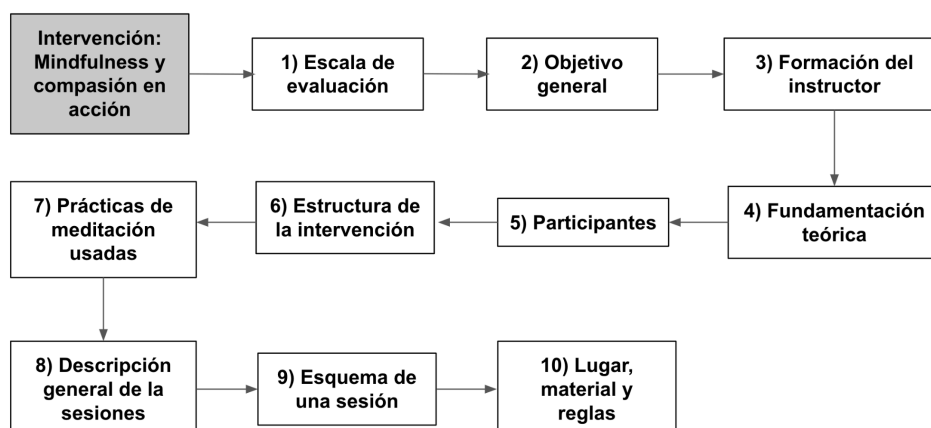 Intervención:
Mindfulness y
compasión en
acción
1) Escala de
evaluación
2) Objetivo
general
3) Formación del
instructor
4) Fundamentación
teórica
5) Participantes
6) Estructura de
la intervención
7) Prácticas de
meditación
usadas
8) Descripción
general de la
sesiones
9) Esquema de
una sesión
10) Lugar,
material y
reglas